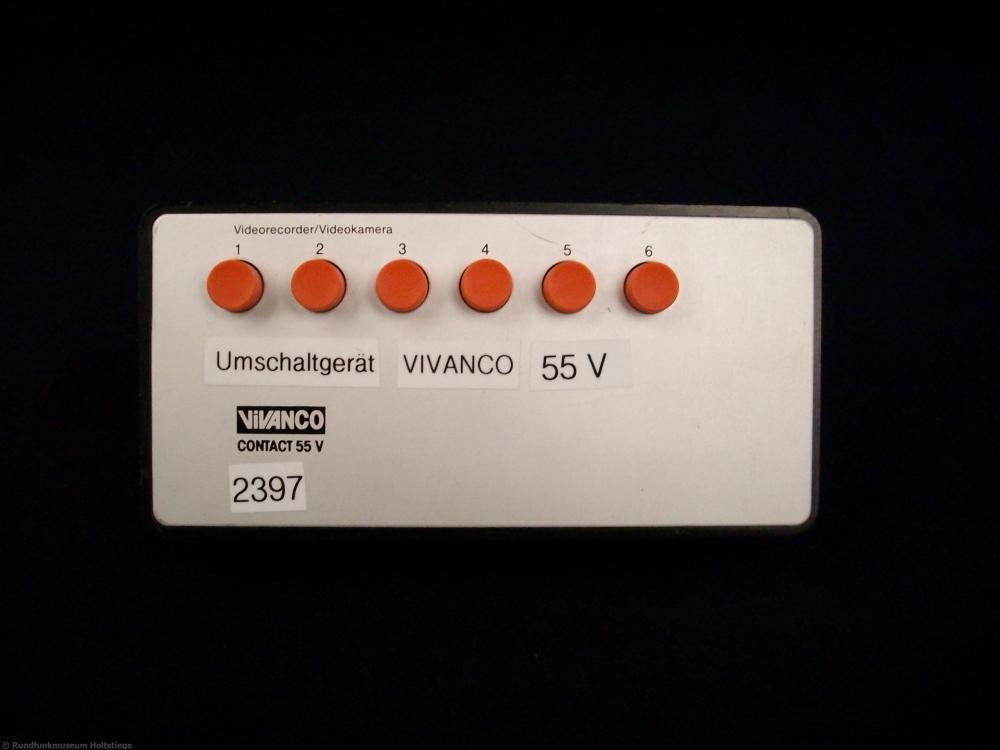 Videorecorder/Videokamera
1 2 3 4 5 6
Umschaltgerät VIVANCO 55 V
VIVANCO
CONTACT 55 V
2397
© Rundfunkmuseum Holtstiege